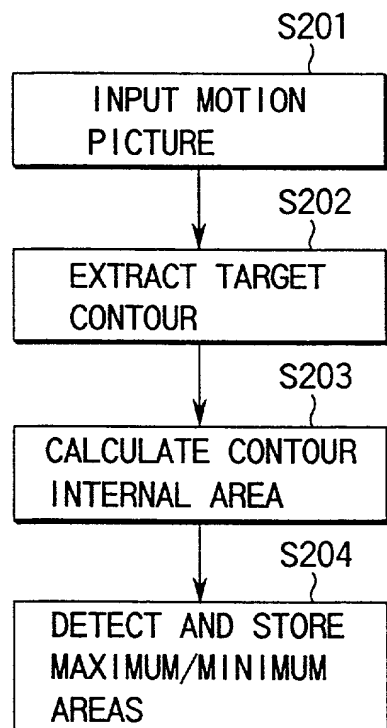 S201
INPUT MOTION
PICTURE
S202
EXTRACT TARGET
CONTOUR
S203
CALCULATE CONTOUR
INTERNAL AREA
S204
DETECT AND STORE
MAXIMUM/MINIMUM
AREAS